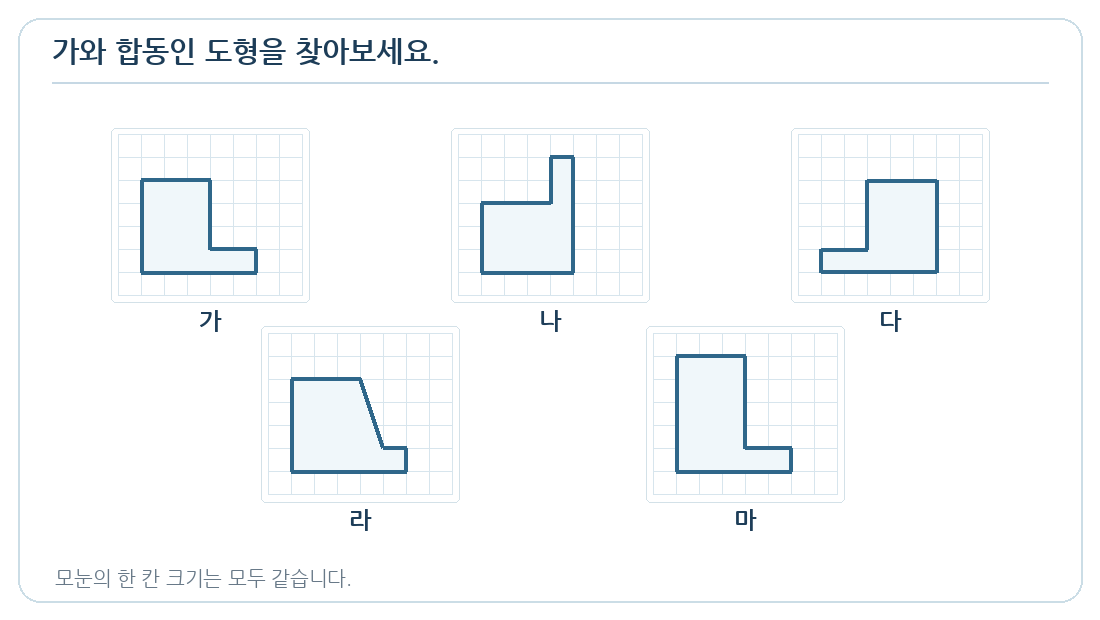 가와 합동인 도형을 찾아보세요.
가
나
다
라
마
모눈의 한 칸 크기는 모두 같습니다.